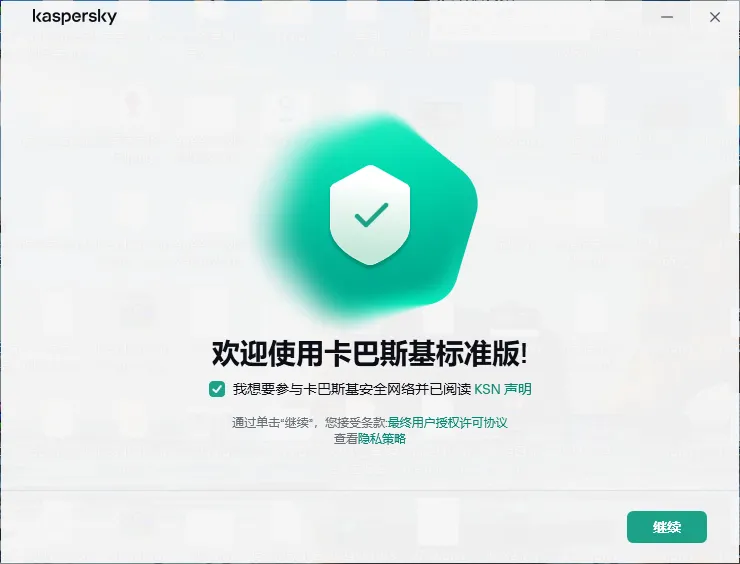 kaspersky
欢迎使用卡巴斯基标准版!
我想要参与卡巴斯基安全网络并已阅读 KSN 声明
通过单击“继续”，您接受条款:最终用户授权许可协议
查看隐私策略
继续